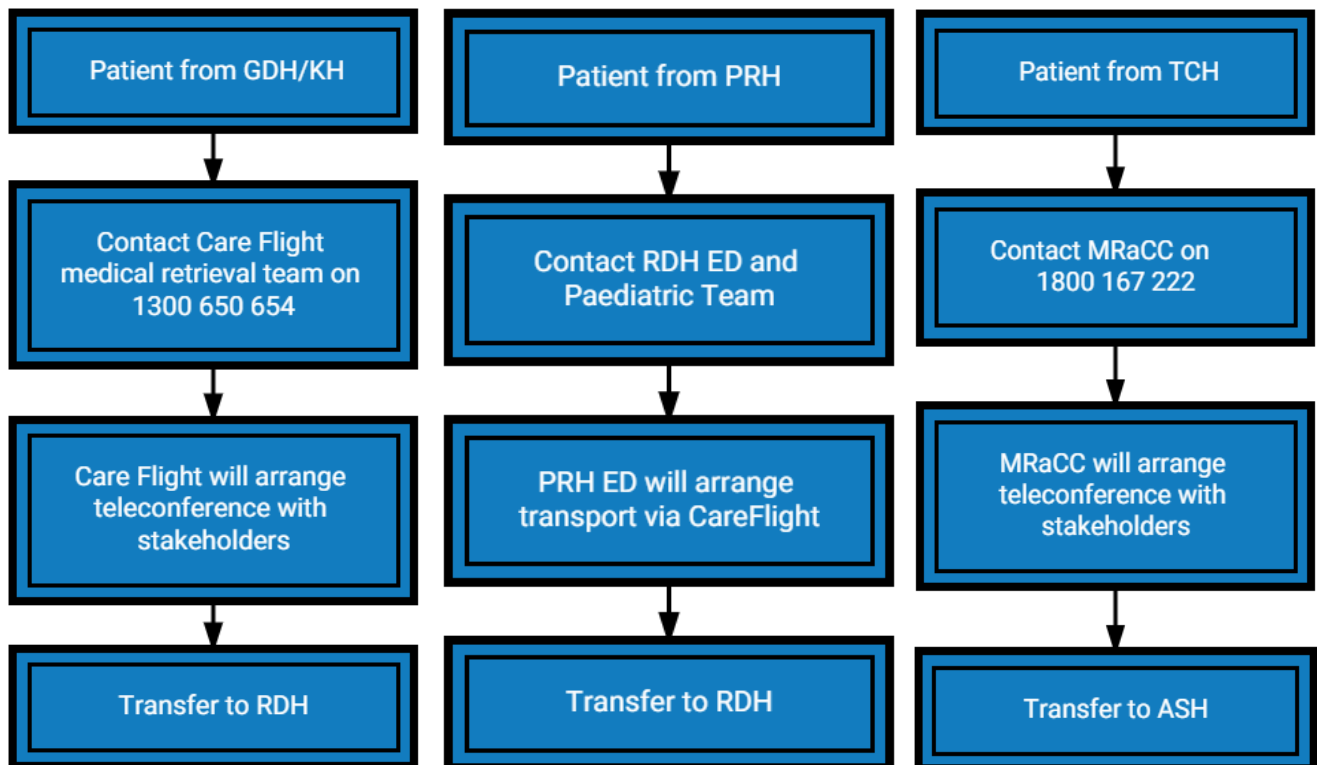 Patient from GDH/KH
Contact Care Flight
medical retrieval team on
1300 650 654
Care Flight will arrange
teleconference with
stakeholders
Transfer to RDH
Patient from PRH
Contact RDH ED and
Paediatric Team
PRH ED will arrange
transport via CareFlight
Transfer to RDH
Patient from TCH
Contact MRaCC on
1800 167 222
MRaCC will arrange
teleconference with
stakeholders
Transfer to ASH